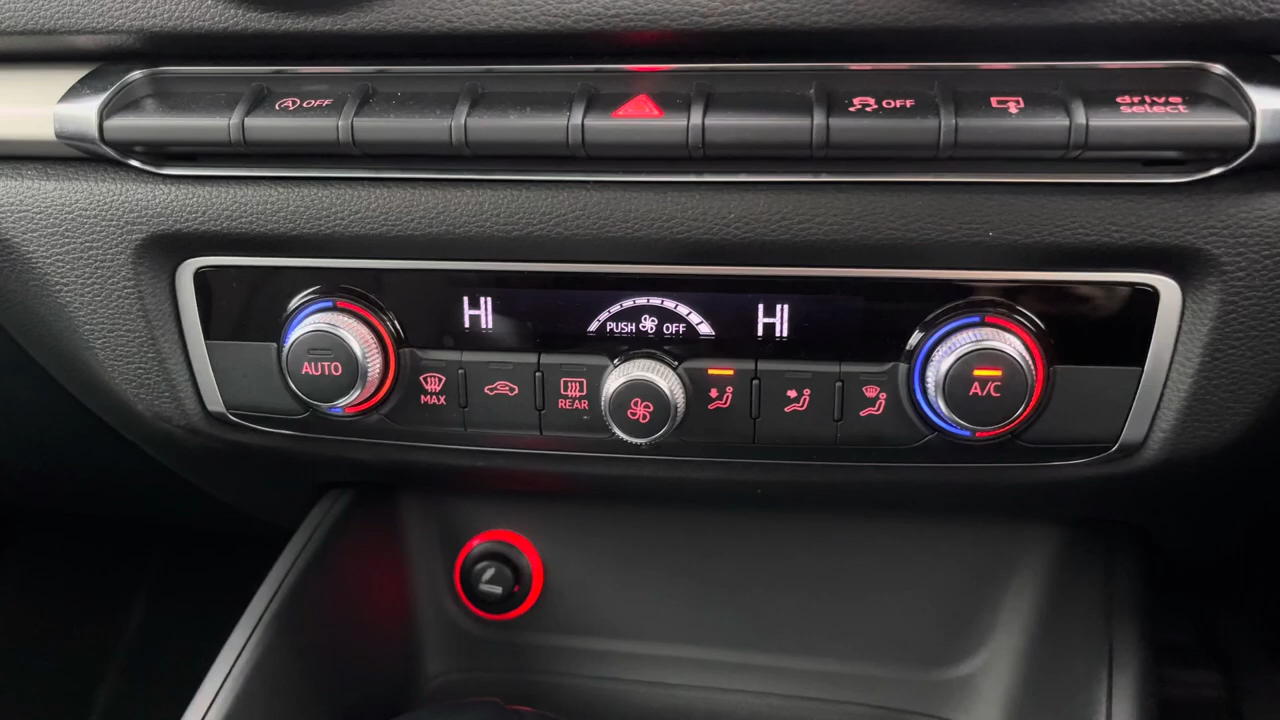 A OFF
OFF
drive
select
HI
PUSH OFF
HI
AUTO
MAX
REAR
A/C